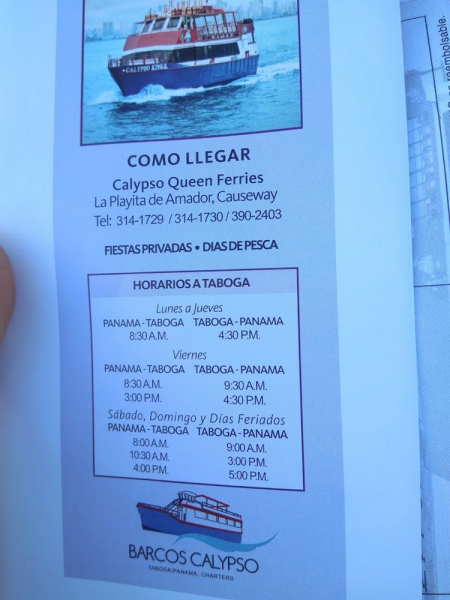 CALYPSO KING
COMO LLEGAR
Calypso Queen Ferries
La Playita de Amador, Causeway
Tel: 314-1729 / 314-1730 / 390-2403
FIESTAS PRIVADAS • DIAS DE PESCA
HORARIOS A TABOGA
Lunes a Jueves
PANAMA - TABOGA TABOGA - PANAMA
8:30 A.M. 4:30 P.M.
Viernes
PANAMA - TABOGA TABOGA - PANAMA
8:30 A.M. 9:30 A.M.
3:00 P.M. 4:30 P.M.
Sábado, Domingo y Días Feriados
PANAMA - TABOGA TABOGA - PANAMA
8:00 A.M. 9:00 A.M.
10:30 A.M. 3:00 P.M.
4:00 P.M. 5:00 P.M.
BARCOS CALYPSO
TABOGA/PANAMA, CHARTERS
reembolsable.